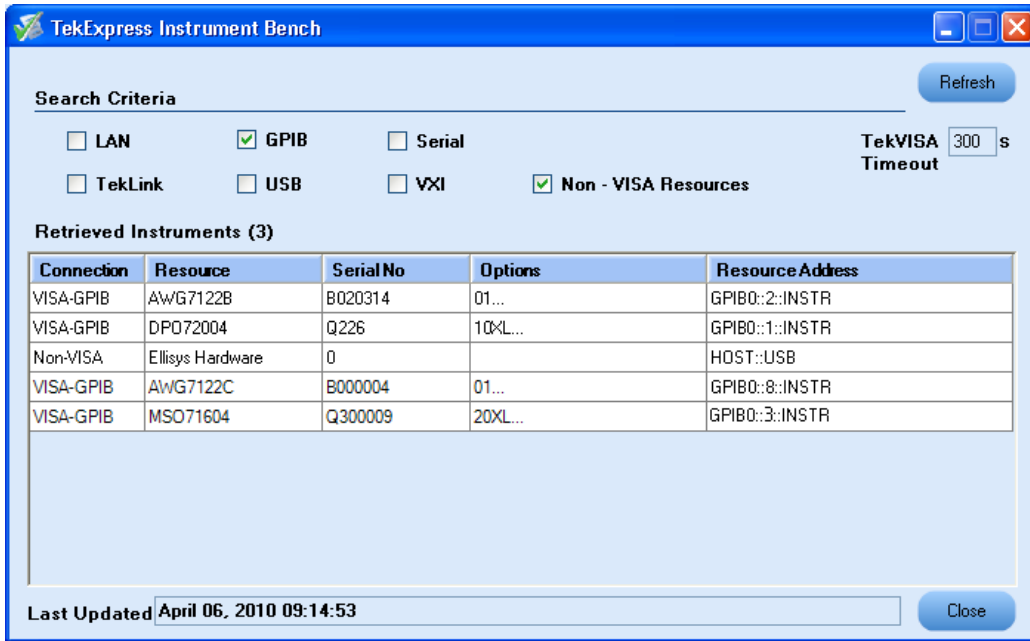 TekExpress Instrument Bench
Refresh
Search Criteria
LAN GPIB Serial TekVISA Timeout 300 s
TekLink USB VXI Non - VISA Resources
Retrieved Instruments (3)
Connection Resource Serial No Options Resource Address
VISA-GPIB AWG7122B B020314 01... GPIB0::2::INSTR
VISA-GPIB DPO72004 Q226 10XL... GPIB0::1::INSTR
Non-VISA Ellisys Hardware 0 HOST::USB
VISA-GPIB AWG7122C B000004 01... GPIB0::8::INSTR
VISA-GPIB MSO71604 Q300009 20XL... GPIB0::3::INSTR
Last Updated April 06, 2010 09:14:53 Close